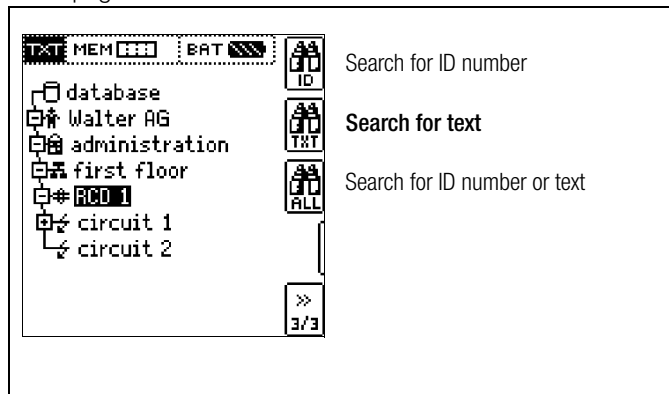 TXT MEM BAT
ID
Search for ID number
database
Walter AG
TXT
Search for text
administration
first floor
ALL
Search for ID number or text
RCD 1
circuit 1
circuit 2
>>
3/3